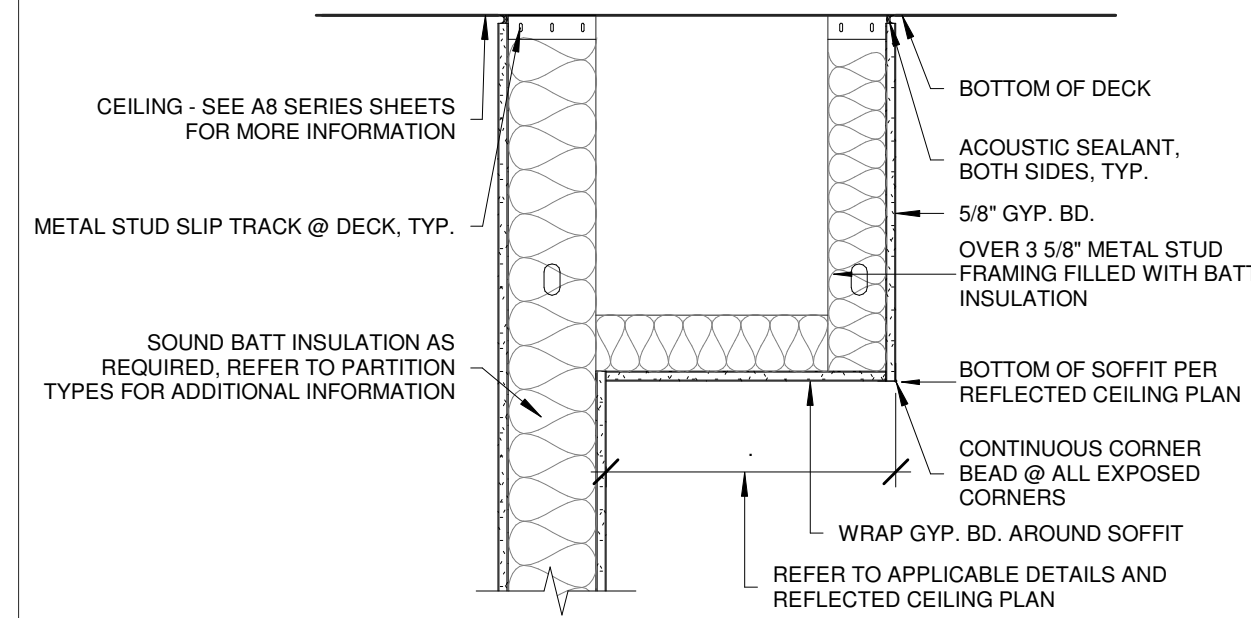 CEILING - SEE A8 SERIES SHEETS
FOR MORE INFORMATION
METAL STUD SLIP TRACK @ DECK, TYP.
SOUND BATT INSULATION AS
REQUIRED, REFER TO PARTITION
TYPES FOR ADDITIONAL INFORMATION
BOTTOM OF DECK
ACOUSTIC SEALANT,
BOTH SIDES, TYP.
5/8" GYP. BD.
OVER 3 5/8" METAL STUD
FRAMING FILLED WITH BATT
INSULATION
BOTTOM OF SOFFIT PER
REFLECTED CEILING PLAN
CONTINUOUS CORNER
BEAD @ ALL EXPOSED
CORNERS
WRAP GYP. BD. AROUND SOFFIT
REFER TO APPLICABLE DETAILS AND
REFLECTED CEILING PLAN